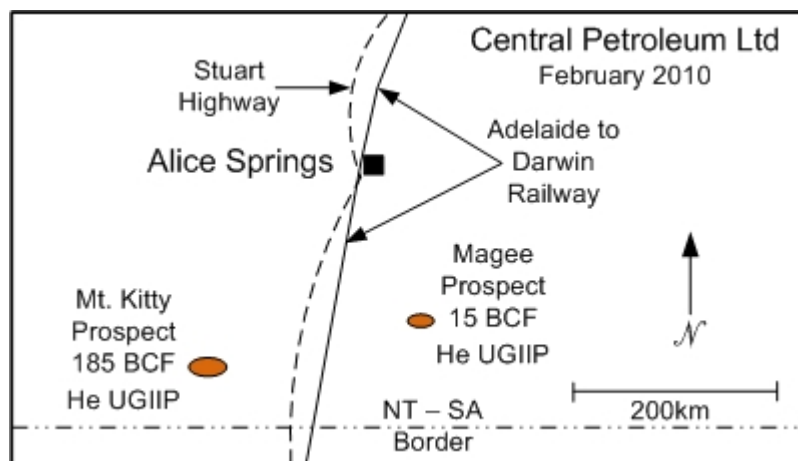 Central Petroleum Ltd
February 2010
Stuart
Highway
Adelaide to
Darwin
Railway
Alice Springs
Magee
Prospect
15 BCF
He UGIIP
Mt. Kitty
Prospect
185 BCF
He UGIIP
N
200km
NT – SA
Border